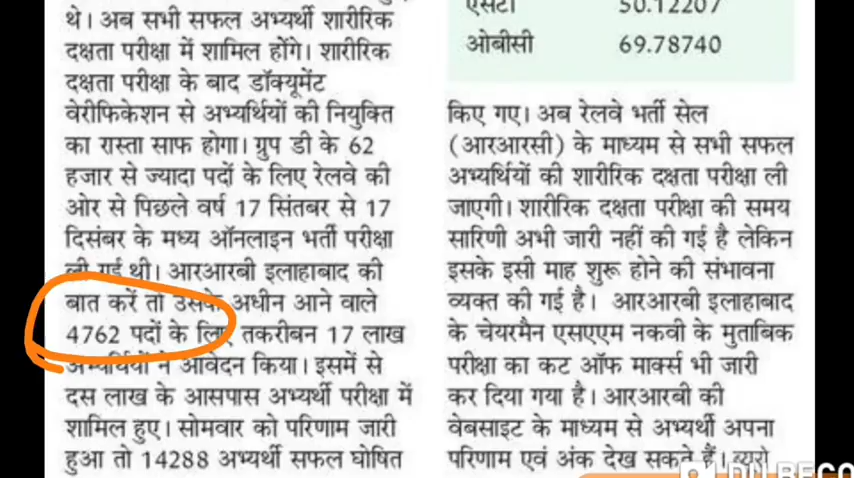 थे। अब सभी सफल अभ्यर्थी शारीरिक
दक्षता परीक्षा में शामिल होंगे। शारीरिक
दक्षता परीक्षा के बाद डॉक्यूमेंट
वेरीफिकेशन से अभ्यर्थियों की नियुक्ति
का रास्ता साफ होगा। ग्रुप डी के 62
हजार से ज्यादा पदों के लिए रेलवे की
ओर से पिछले वर्ष 17 सिंतबर से 17
दिसंबर के मध्य ऑनलाइन भर्ती परीक्षा
ली गई थी। आरआरबी इलाहाबाद की
बात करें तो उसके अधीन आने वाले
4762 पदों के लिए तकरीबन 17 लाख
अभ्यर्थियों ने आवेदन किया। इसमें से
दस लाख के आसपास अभ्यर्थी परीक्षा में
शामिल हुए। सोमवार को परिणाम जारी
हुआ तो 14288 अभ्यर्थी सफल घोषित
एसटी 50.12207
ओबीसी 69.78740
किए गए। अब रेलवे भर्ती सेल
(आरआरसी) के माध्यम से सभी सफल
अभ्यर्थियों की शारीरिक दक्षता परीक्षा ली
जाएगी। शारीरिक दक्षता परीक्षा की समय
सारिणी अभी जारी नहीं की गई है लेकिन
इसके इसी माह शुरू होने की संभावना
व्यक्त की गई है। आरआरबी इलाहाबाद
के चेयरमैन एसएएम नकवी के मुताबिक
परीक्षा का कट ऑफ मार्क्स भी जारी
कर दिया गया है। आरआरबी की
वेबसाइट के माध्यम से अभ्यर्थी अपना
परिणाम एवं अंक देख सकते हैं। ब्यूरो